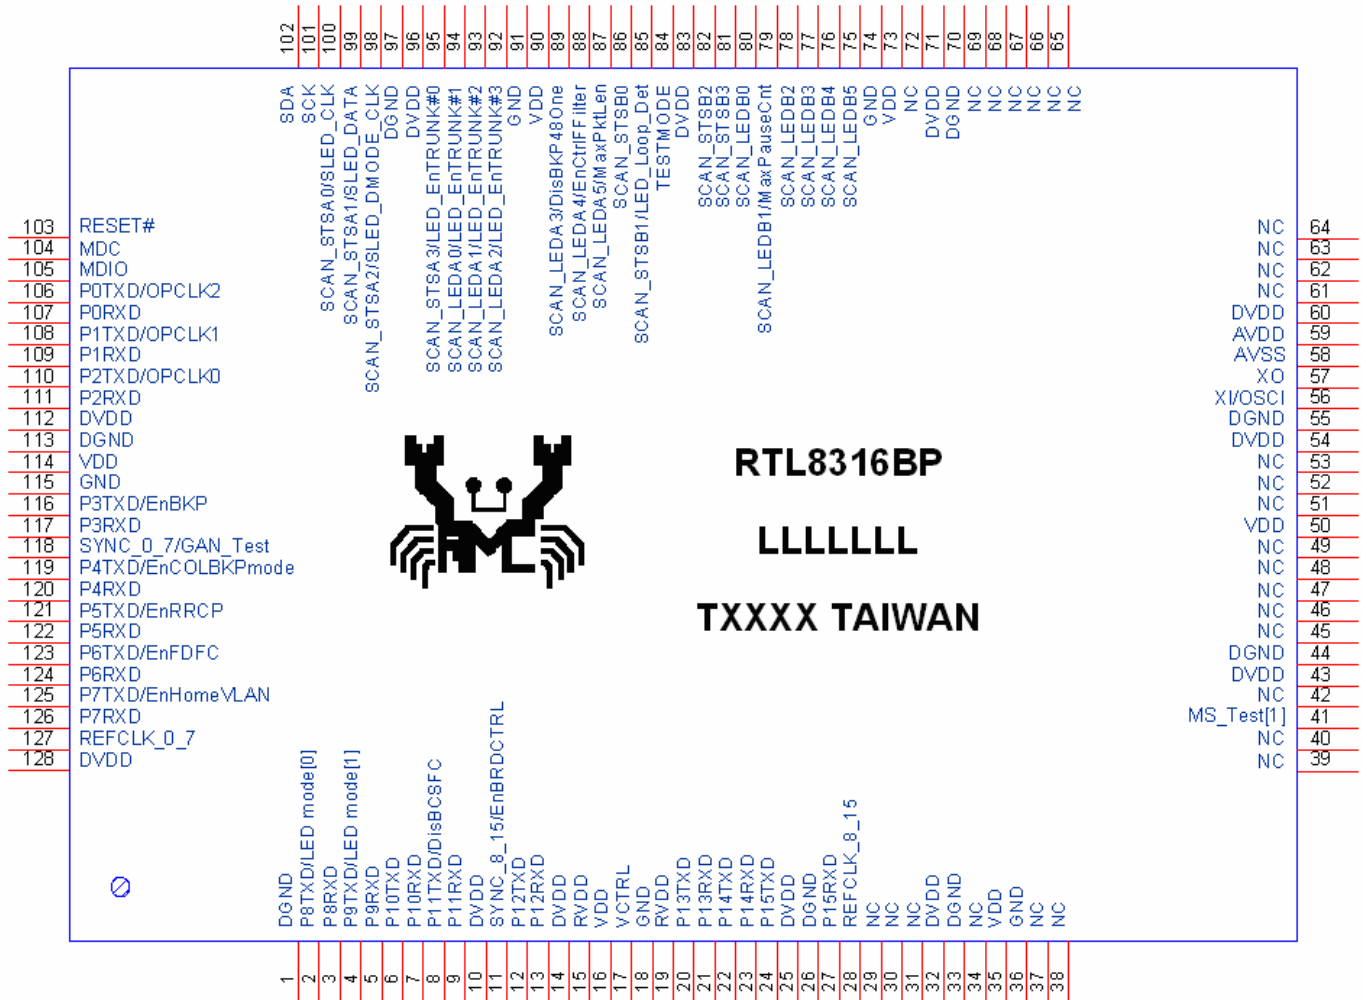 102
101
100
99
98
97
96
95
94
93
92
91
90
89
88
87
86
85
84
83
82
81
80
79
78
77
76
75
74
73
72
71
70
69
68
67
66
65
SDA
SCK
SCAN_STSA0/SLED_CLK
SCAN_STSA1/SLED_DATA
SCAN_STSA2/SLED_DMODE_CLK
DGND
DVDD
SCAN_STSA3/LED_EnTRUNK#0
SCAN_LEDA0/LED_EnTRUNK#1
SCAN_LEDA1/LED_EnTRUNK#2
SCAN_LEDA2/LED_EnTRUNK#3
GND
VDD
SCAN_LEDA3/DisBKP48One
SCAN_LEDA4/EnCtrlFFilter
SCAN_LEDA5/MaxPktLen
SCAN_STSB0
SCAN_STSB1/LED_Loop_Det
TESTMODE
DVDD
SCAN_STSB2
SCAN_STSB3
SCAN_LEDB0
SCAN_LEDB1/MaxPauseCnt
SCAN_LEDB2
SCAN_LEDB3
SCAN_LEDB4
SCAN_LEDB5
GND
VDD
NC
DVDD
DGND
NC
NC
NC
NC
NC
NC
103 RESET#
104 MDC
105 MDIO
106 P0TXD/OPCLK2
107 P0RXD
108 P1TXD/OPCLK1
109 P1RXD
110 P2TXD/OPCLK0
111 P2RXD
112 DVDD
113 DGND
114 VDD
115 GND
116 P3TXD/EnBKP
117 P3RXD
118 SYNC_0_7/GAN_Test
119 P4TXD/EnCOLBKPmode
120 P4RXD
121 P5TXD/EnRRCP
122 P5RXD
123 P6TXD/EnFDFC
124 P6RXD
125 P7TXD/EnHomeVLAN
126 P7RXD
127 REFCLK_0_7
128 DVDD
RMC
RTL8316BP
LLLLLLL
TXXXX TAIWAN
NC 64
NC 63
NC 62
NC 61
DVDD 60
AVDD 59
AVSS 58
XO 57
XI/OSCI 56
DGND 55
DVDD 54
NC 53
NC 52
NC 51
VDD 50
NC 49
NC 48
NC 47
NC 46
NC 45
DGND 44
DVDD 43
NC 42
MS_Test[1] 41
NC 40
NC 39
DGND
P8TXD/LED mode[0]
P8RXD
P9TXD/LED mode[1]
P9RXD
P10TXD
P10RXD
P11TXD/DisBCSFC
P11RXD
DVDD
SYNC_8_15/EnBRDCTRL
P12TXD
P12RXD
DVDD
RVDD
VDD
VCTRL
GND
RVDD
P13TXD
P13RXD
P14TXD
P14RXD
P15TXD
DVDD
DGND
P15RXD
REFCLK_8_15
NC
NC
NC
DVDD
DGND
NC
VDD
GND
NC
NC
1
2
3
4
5
6
7
8
9
10
11
12
13
14
15
16
17
18
19
20
21
22
23
24
25
26
27
28
29
30
31
32
33
34
35
36
37
38